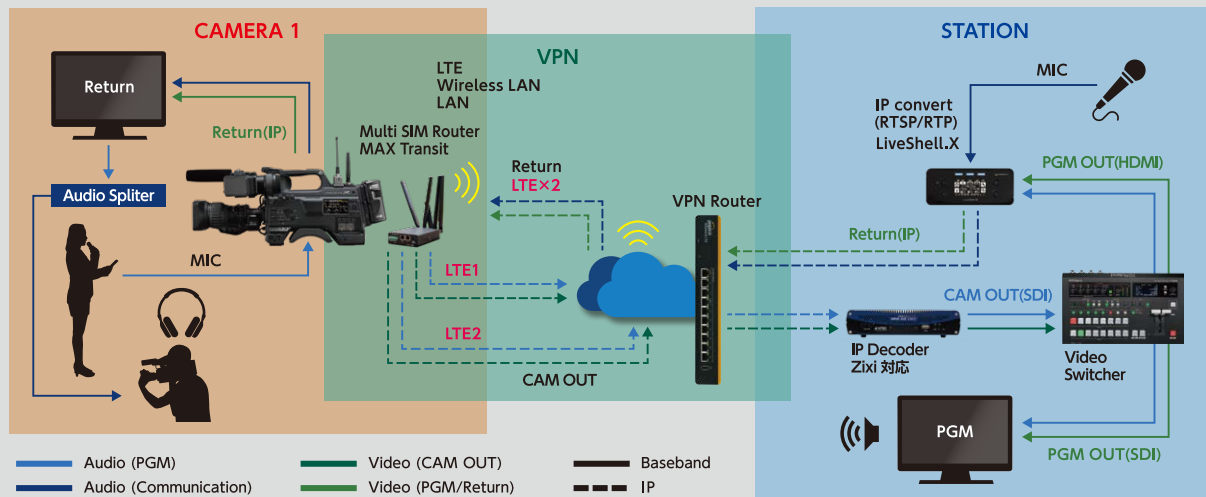 CAMERA 1
VPN
STATION
Return
LTE
Wireless LAN
LAN
MIC
IP convert
(RTSP/RTP)
LiveShell.X
Return(IP)
Multi SIM Router
MAX Transit
PGM OUT(HDMI)
Return
LTE×2
Audio Spliter
VPN Router
Return(IP)
MIC
LTE1
CAM OUT(SDI)
LTE2
IP Decoder
Zixi 対応
Video
Switcher
CAM OUT
PGM
PGM OUT(SDI)
Audio (PGM)
Video (CAM OUT)
Baseband
Audio (Communication)
Video (PGM/Return)
IP